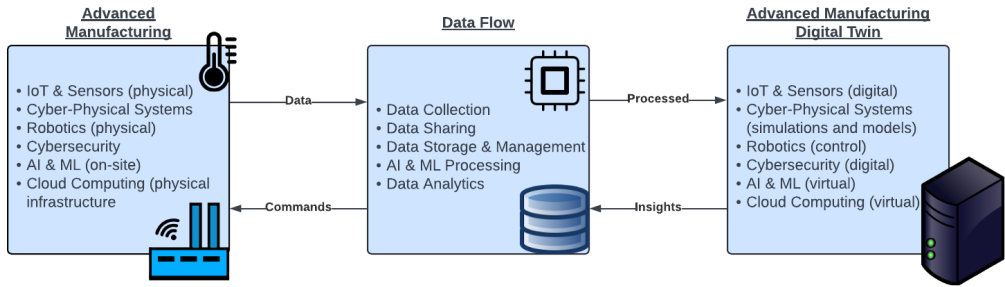 Advanced
Manufacturing
• IoT & Sensors (physical)
• Cyber-Physical Systems
• Robotics (physical)
• Cybersecurity
• AI & ML (on-site)
• Cloud Computing (physical
infrastructure
Data
Commands
Data Flow
• Data Collection
• Data Sharing
• Data Storage & Management
• AI & ML Processing
• Data Analytics
Processed
Insights
Advanced Manufacturing
Digital Twin
• IoT & Sensors (digital)
• Cyber-Physical Systems
(simulations and models)
• Robotics (control)
• Cybersecurity (digital)
• AI & ML (virtual)
• Cloud Computing (virtual)